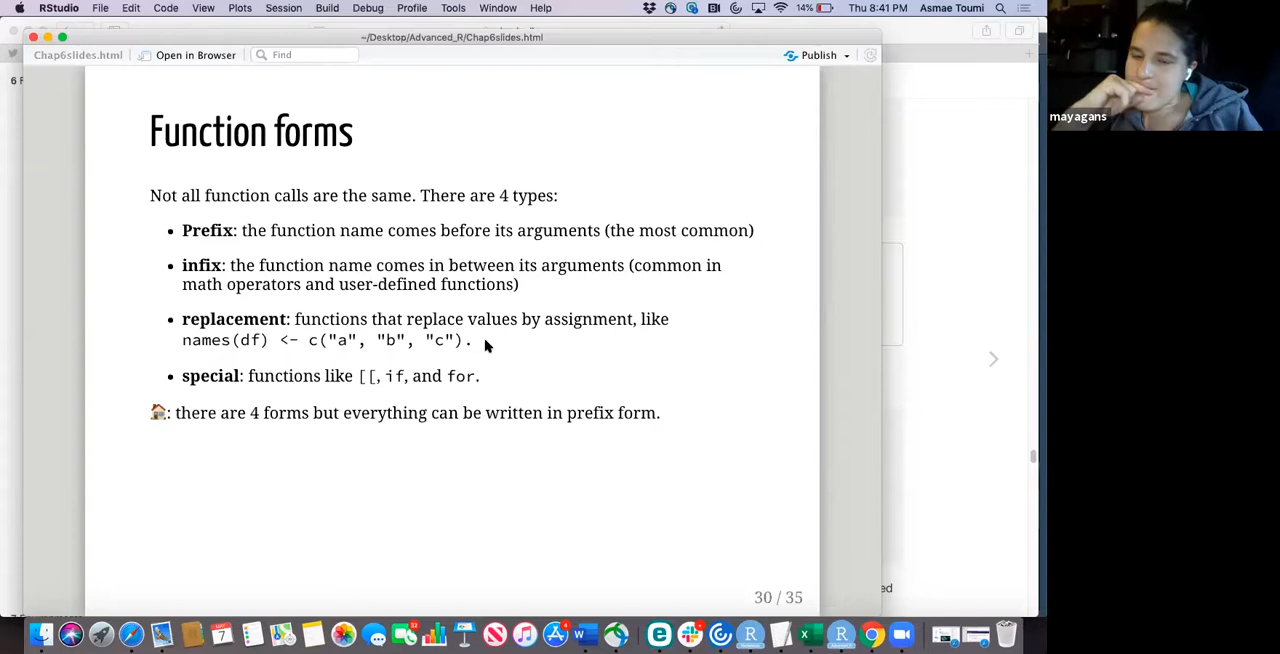 RStudio File Edit Code View Plots Session Build Debug Profile Tools Window Help 14% Thu 8:41 PM Asmae Toumi
~/Desktop/Advanced_R/Chap6slides.html
Chap6slides.html Open in Browser Find Publish
6 F
mayagans
Function forms
Not all function calls are the same. There are 4 types:
• Prefix: the function name comes before its arguments (the most common)
• infix: the function name comes in between its arguments (common in
math operators and user-defined functions)
• replacement: functions that replace values by assignment, like
names(df) <- c("a", "b", "c").
• special: functions like [[, if, and for.
🏠: there are 4 forms but everything can be written in prefix form.
ed
30 / 35